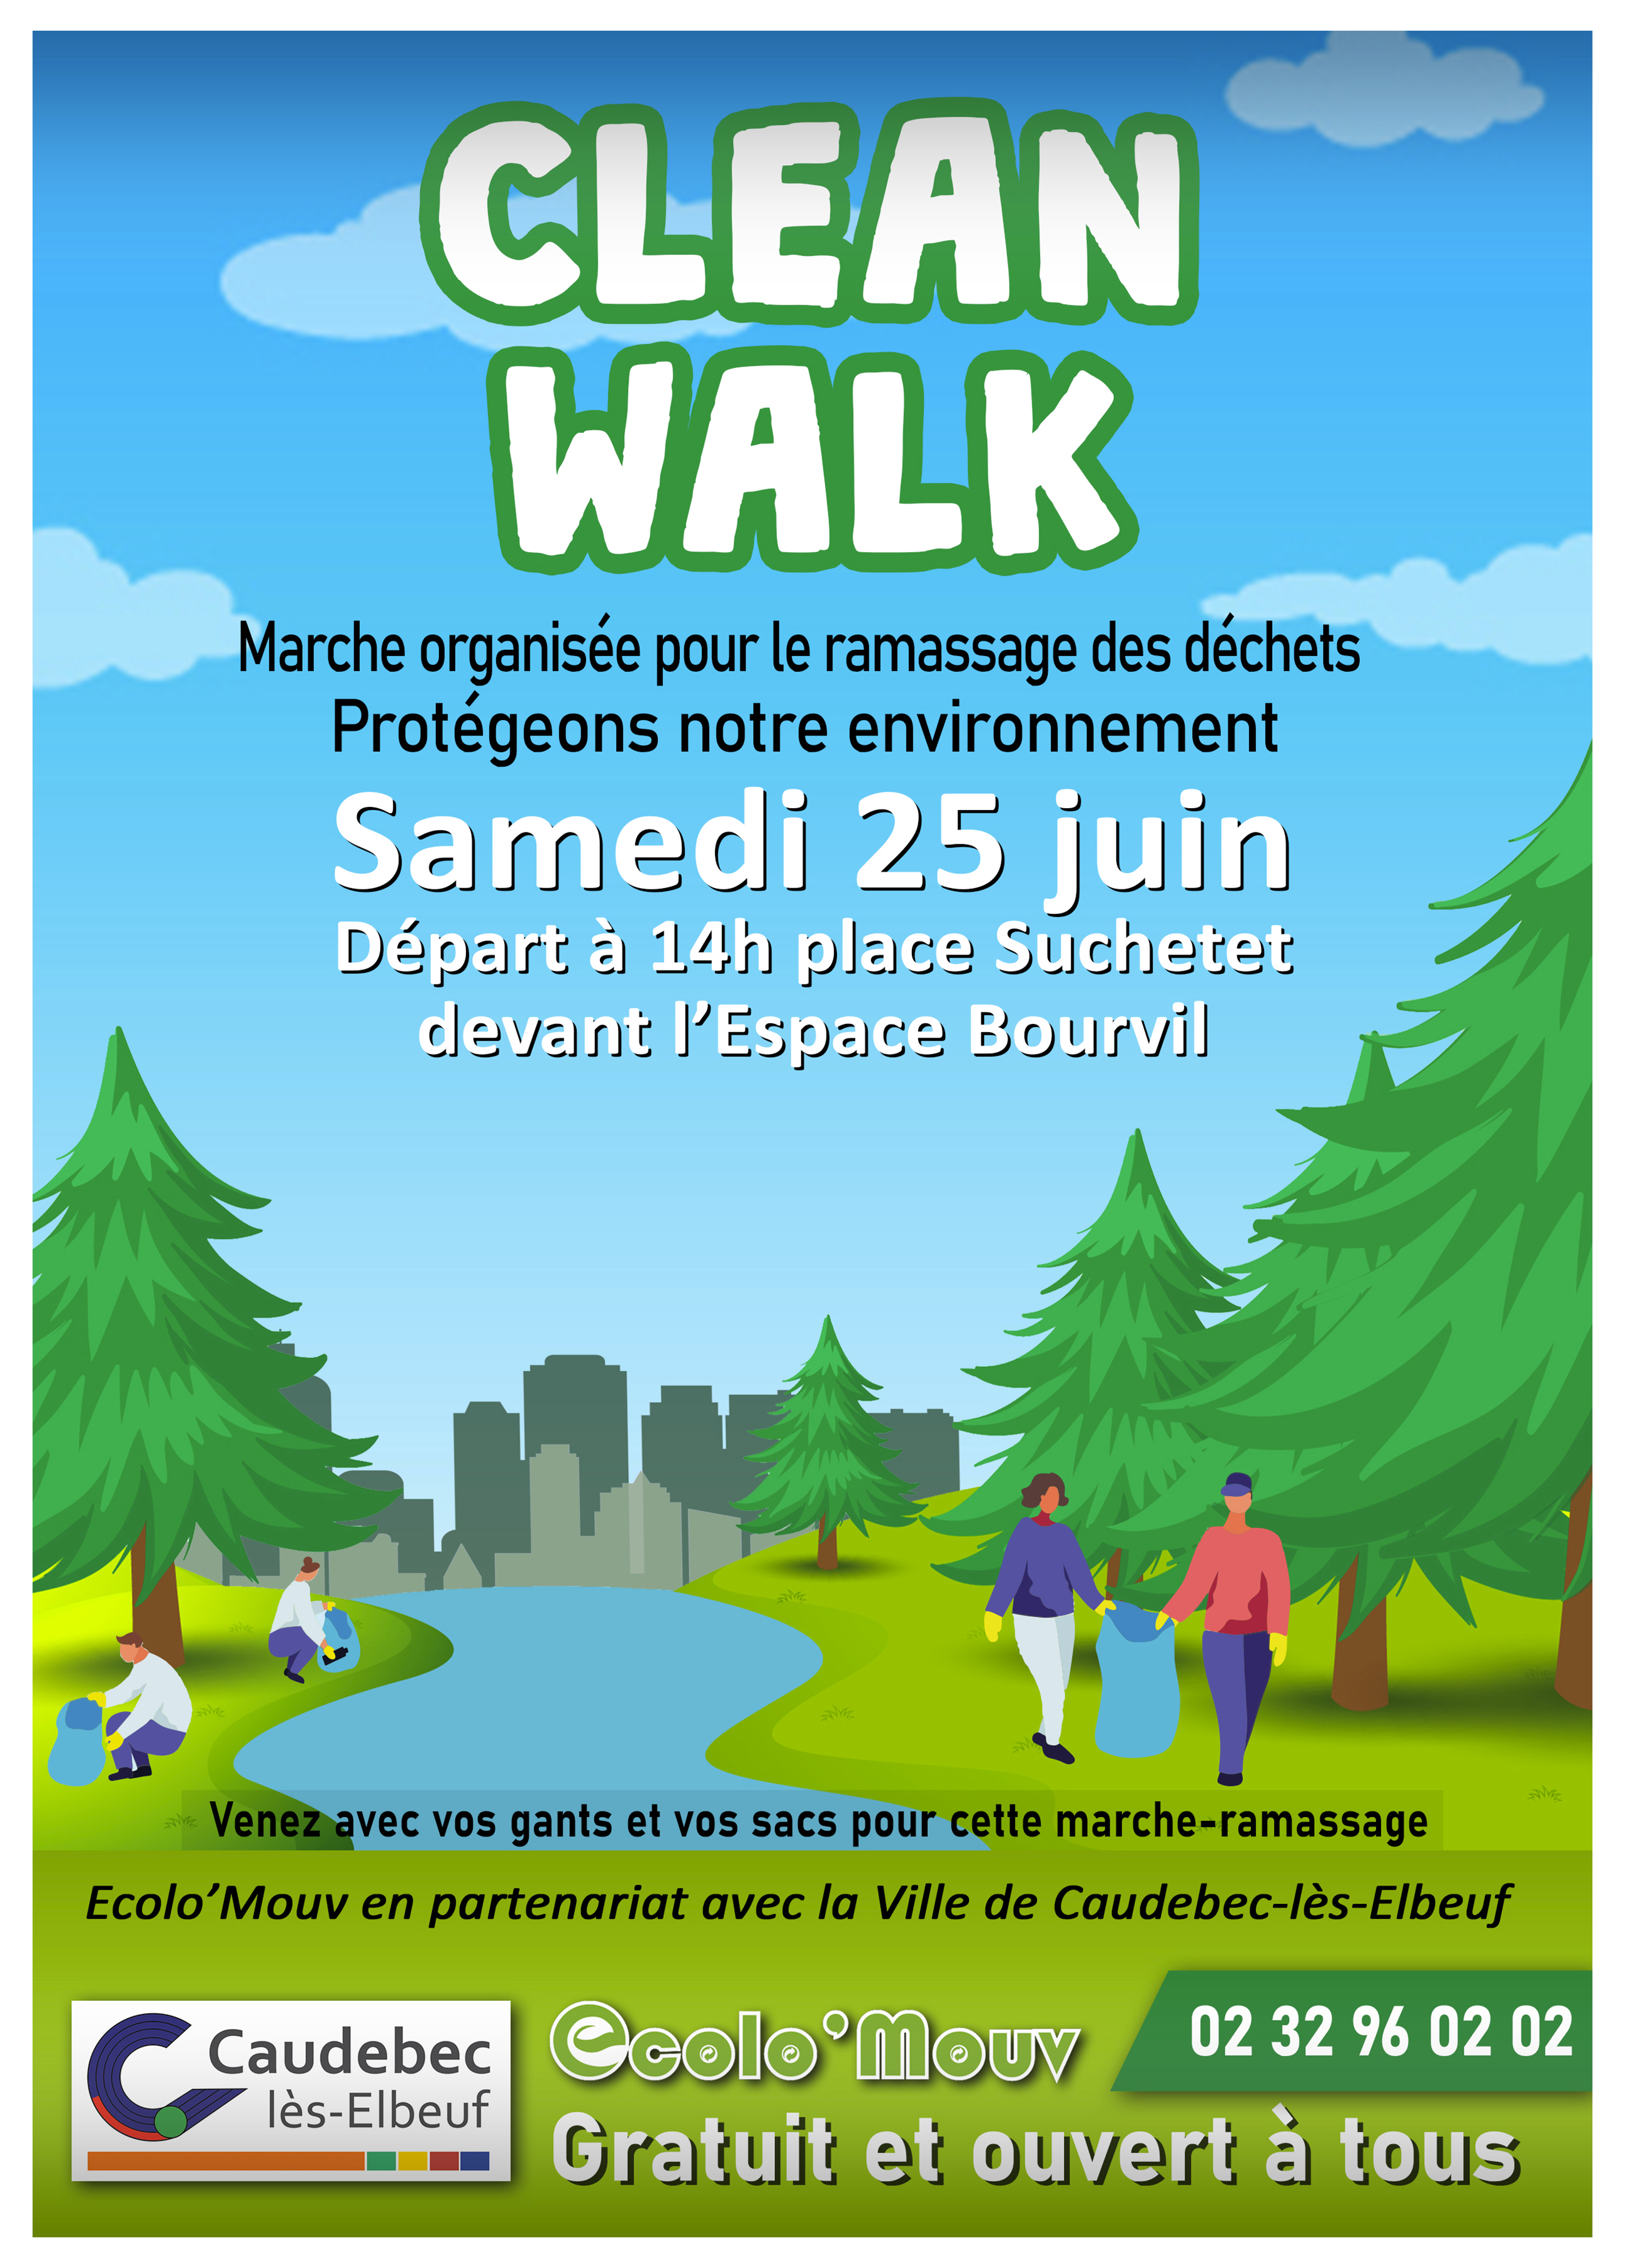 CLEAN
WALK
Marche organisée pour le ramassage des déchets
Protégeons notre environnement
Samedi 25 juin
Départ à 14h place Suchetet
devant l’Espace Bourvil
Venez avec vos gants et vos sacs pour cette marche-ramassage
Ecolo’Mouv en partenariat avec la Ville de Caudebec-lès-Elbeuf
Caudebec
lès-Elbeuf
Ecolo’Mouv
02 32 96 02 02
Gratuit et ouvert à tous